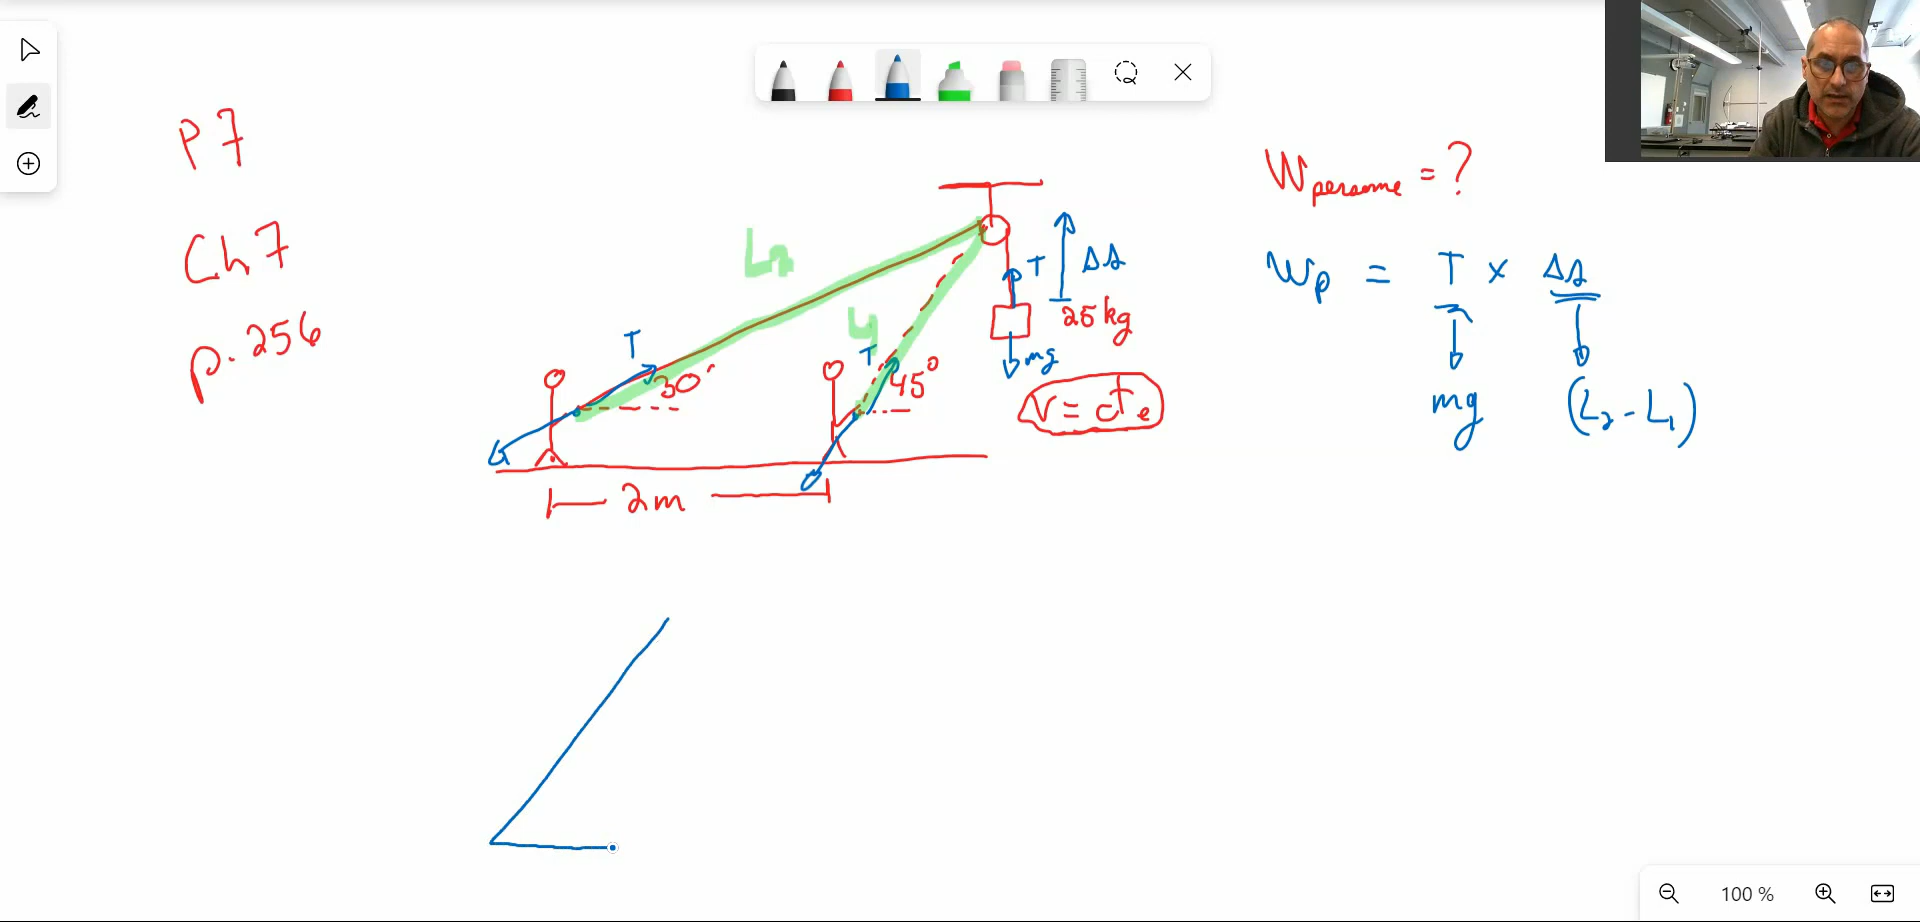 P7
Ch7
p.256
L2
L1
T
30°
T
45°
T
Δs
25 kg
mg
N = cte
2m
Wpersonne = ?
Wp = T x Δs
mg
(L2 - L1)
100 %